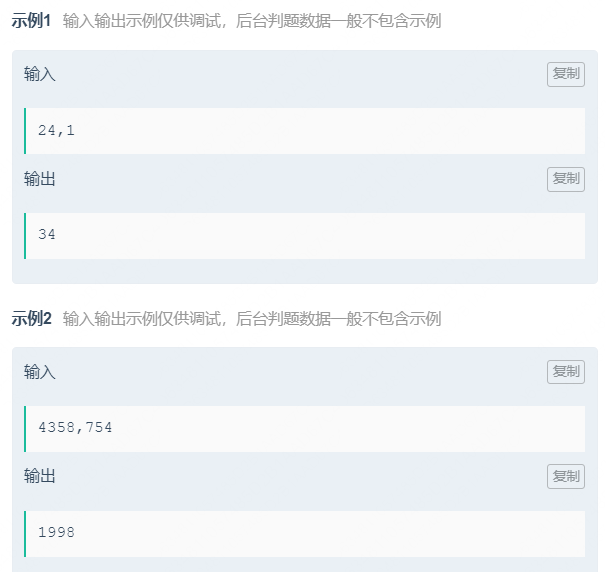 示例1 输入输出示例仅供调试，后台判题数据一般不包含示例
输入 复制
24,1
输出 复制
34
示例2 输入输出示例仅供调试，后台判题数据一般不包含示例
输入 复制
4358,754
输出 复制
1998